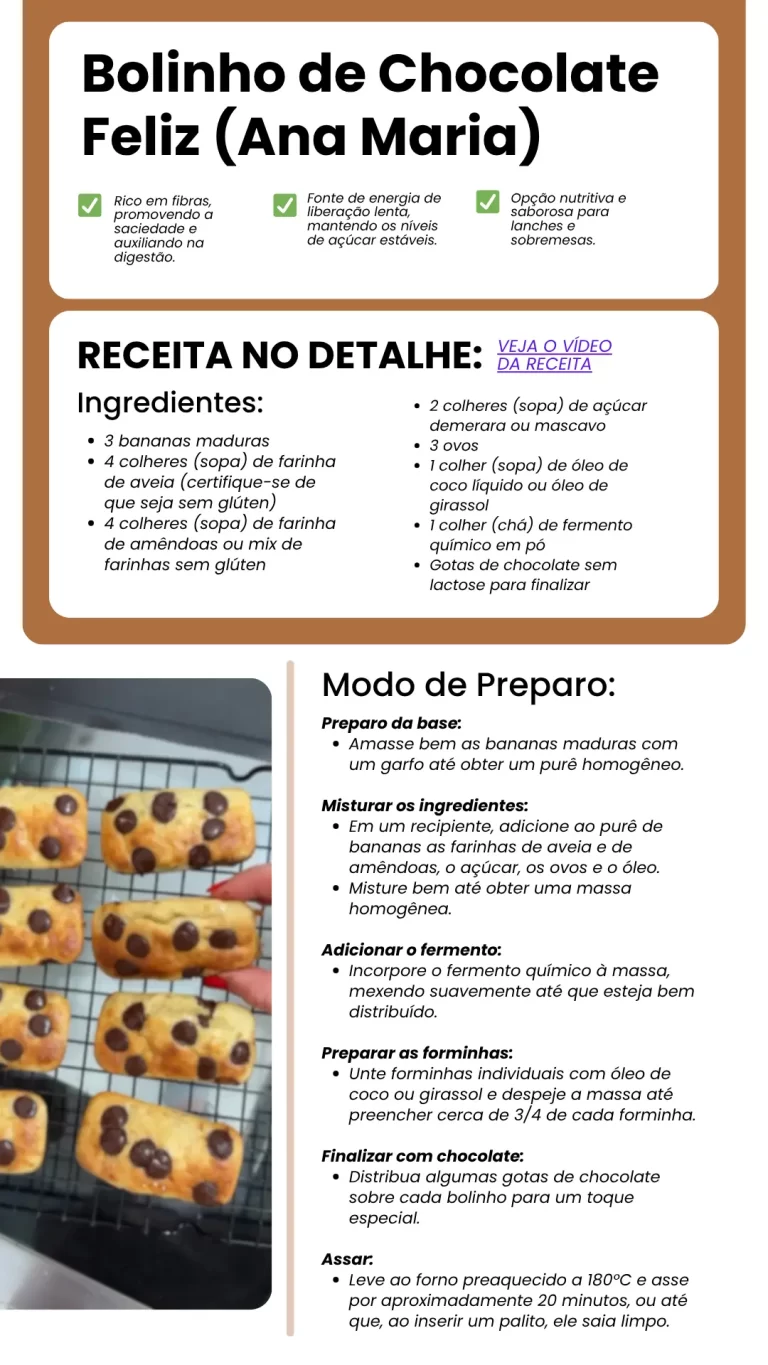 Bolinho de Chocolate
Feliz (Ana Maria)
Rico em fibras,
promovendo a
saciedade e
auxiliando na
digestão.
Fonte de energia de
liberação lenta,
mantendo os níveis
de açúcar estáveis.
Opção nutritiva e
saborosa para
lanches e
sobremesas.
RECEITA NO DETALHE:
VEJA O VÍDEO
DA RECEITA
Ingredientes:
• 3 bananas maduras
• 4 colheres (sopa) de farinha
de aveia (certifique-se de
que seja sem glúten)
• 4 colheres (sopa) de farinha
de amêndoas ou mix de
farinhas sem glúten
• 2 colheres (sopa) de açúcar
demerara ou mascavo
• 3 ovos
• 1 colher (sopa) de óleo de
coco líquido ou óleo de
girassol
• 1 colher (chá) de fermento
químico em pó
• Gotas de chocolate sem
lactose para finalizar
Modo de Preparo:
Preparo da base:
• Amasse bem as bananas maduras com
um garfo até obter um purê homogêneo.
Misturar os ingredientes:
• Em um recipiente, adicione ao purê de
bananas as farinhas de aveia e de
amêndoas, o açúcar, os ovos e o óleo.
• Misture bem até obter uma massa
homogênea.
Adicionar o fermento:
• Incorpore o fermento químico à massa,
mexendo suavemente até que esteja bem
distribuído.
Preparar as forminhas:
• Unte forminhas individuais com óleo de
coco ou girassol e despeje a massa até
preencher cerca de 3/4 de cada forminha.
Finalizar com chocolate:
• Distribua algumas gotas de chocolate
sobre cada bolinho para um toque
especial.
Assar:
• Leve ao forno preaquecido a 180°C e asse
por aproximadamente 20 minutos, ou até
que, ao inserir um palito, ele saia limpo.